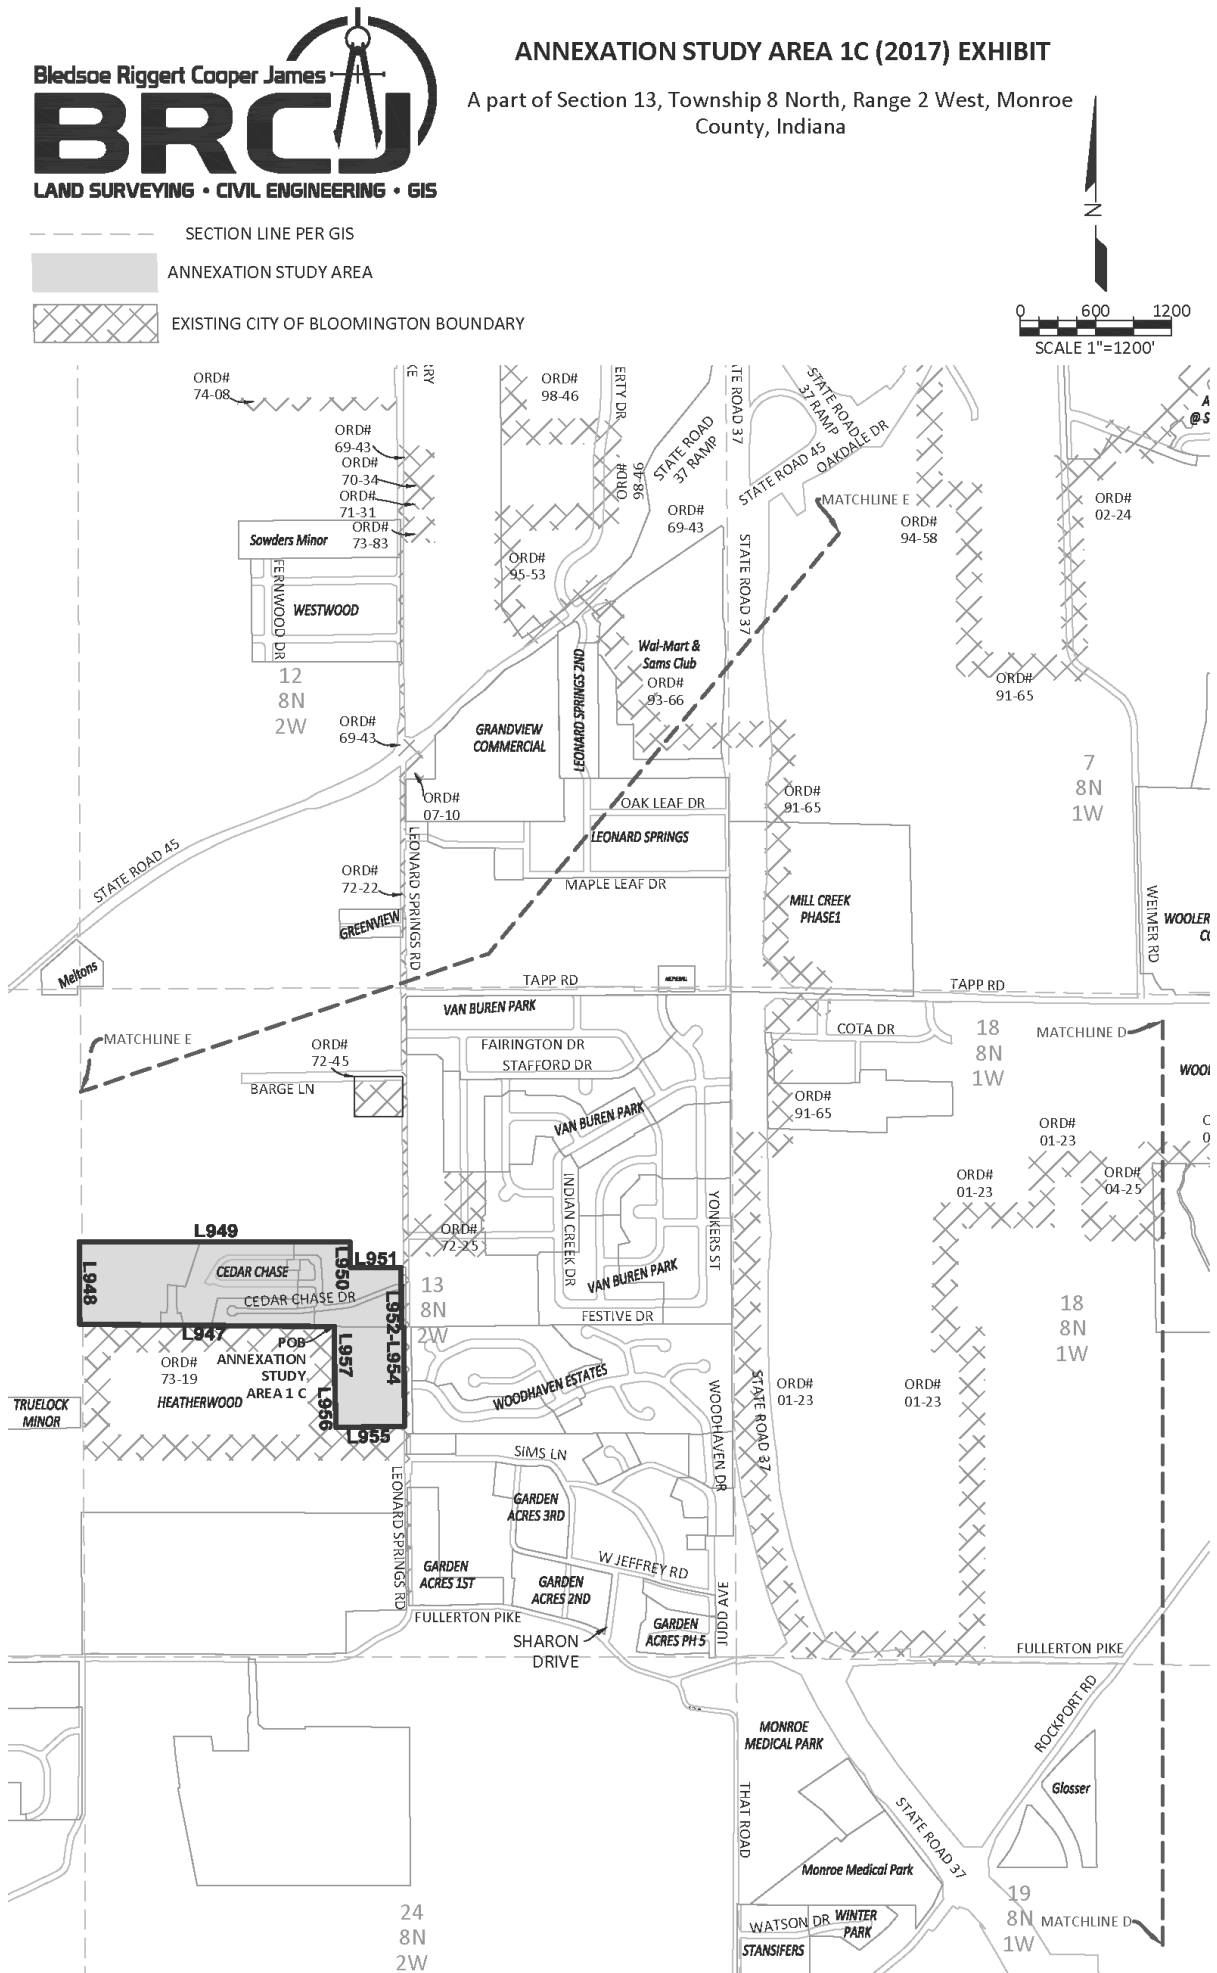 ANNEXATION STUDY AREA 1C (2017) EXHIBIT
A part of Section 13, Township 8 North, Range 2 West, Monroe
County, Indiana
Bledsoe Riggert Cooper James
BRCJ
LAND SURVEYING • CIVIL ENGINEERING • GIS
N
SECTION LINE PER GIS
ANNEXATION STUDY AREA
EXISTING CITY OF BLOOMINGTON BOUNDARY
0 600 1200
SCALE 1"=1200'
ORD#
74-08
ORD#
69-43
ORD#
70-34
ORD#
71-31
ORD#
73-83
RY
KE
ORD#
98-46
ERTY DR
ORD#
98-46
STATE ROAD
37 RAMP
TE ROAD 37
STATE ROAD
37 RAMP
STATE ROAD 45
OAKDALE DR
MATCHLINE E
ORD#
69-43
ORD#
94-58
ORD#
02-24
A
@ S
Sowders Minor
FERNWOOD DR
WESTWOOD
12
8N
2W
ORD#
95-53
STATE ROAD 37
Wal-Mart &
Sams Club
ORD#
93-66
LEONARD SPRINGS 2ND
GRANDVIEW
COMMERCIAL
ORD#
69-43
ORD#
07-10
ORD#
91-65
7
8N
1W
ORD#
91-65
OAK LEAF DR
LEONARD SPRINGS
MAPLE LEAF DR
STATE ROAD 45
LEONARD SPRINGS RD
ORD#
72-22
GREENVIEW
Meltons
MILL CREEK
PHASE1
WEIMER RD
WOOLER
CO
TAPP RD
TAPP RD
VAN BUREN PARK
MATCHLINE E
ORD#
72-45
BARGE LN
FAIRINGTON DR
STAFFORD DR
COTA DR
18
8N
1W
MATCHLINE D
WOO
ORD#
91-65
VAN BUREN PARK
ORD#
01-23
ORD#
01-23
ORD#
04-25
INDIAN CREEK DR
YONKERS ST
ORD#
72-25
VAN BUREN PARK
FESTIVE DR
L949
L951
L950
L948
CEDAR CHASE
CEDAR CHASE DR
L952-L954
L947
L957
L956
L955
POB
ANNEXATION
STUDY
AREA 1 C
13
8N
2W
18
8N
1W
ORD#
73-19
HEATHERWOOD
TRUELOCK
MINOR
WOODHAVEN ESTATES
WOODHAVEN DR
STATE ROAD 37
ORD#
01-23
ORD#
01-23
SIMS LN
LEONARD SPRINGS RD
GARDEN
ACRES 3RD
W JEFFREY RD
GARDEN
ACRES 1ST
GARDEN
ACRES 2ND
GARDEN
ACRES PH 5
JUDD AVE
FULLERTON PIKE
SHARON
DRIVE
FULLERTON PIKE
ROCKPORT RD
MONROE
MEDICAL PARK
THAT ROAD
STATE ROAD 37
Glosser
Monroe Medical Park
19
8N
1W
MATCHLINE D
WATSON DR
WINTER
PARK
STANSIFERS
24
8N
2W